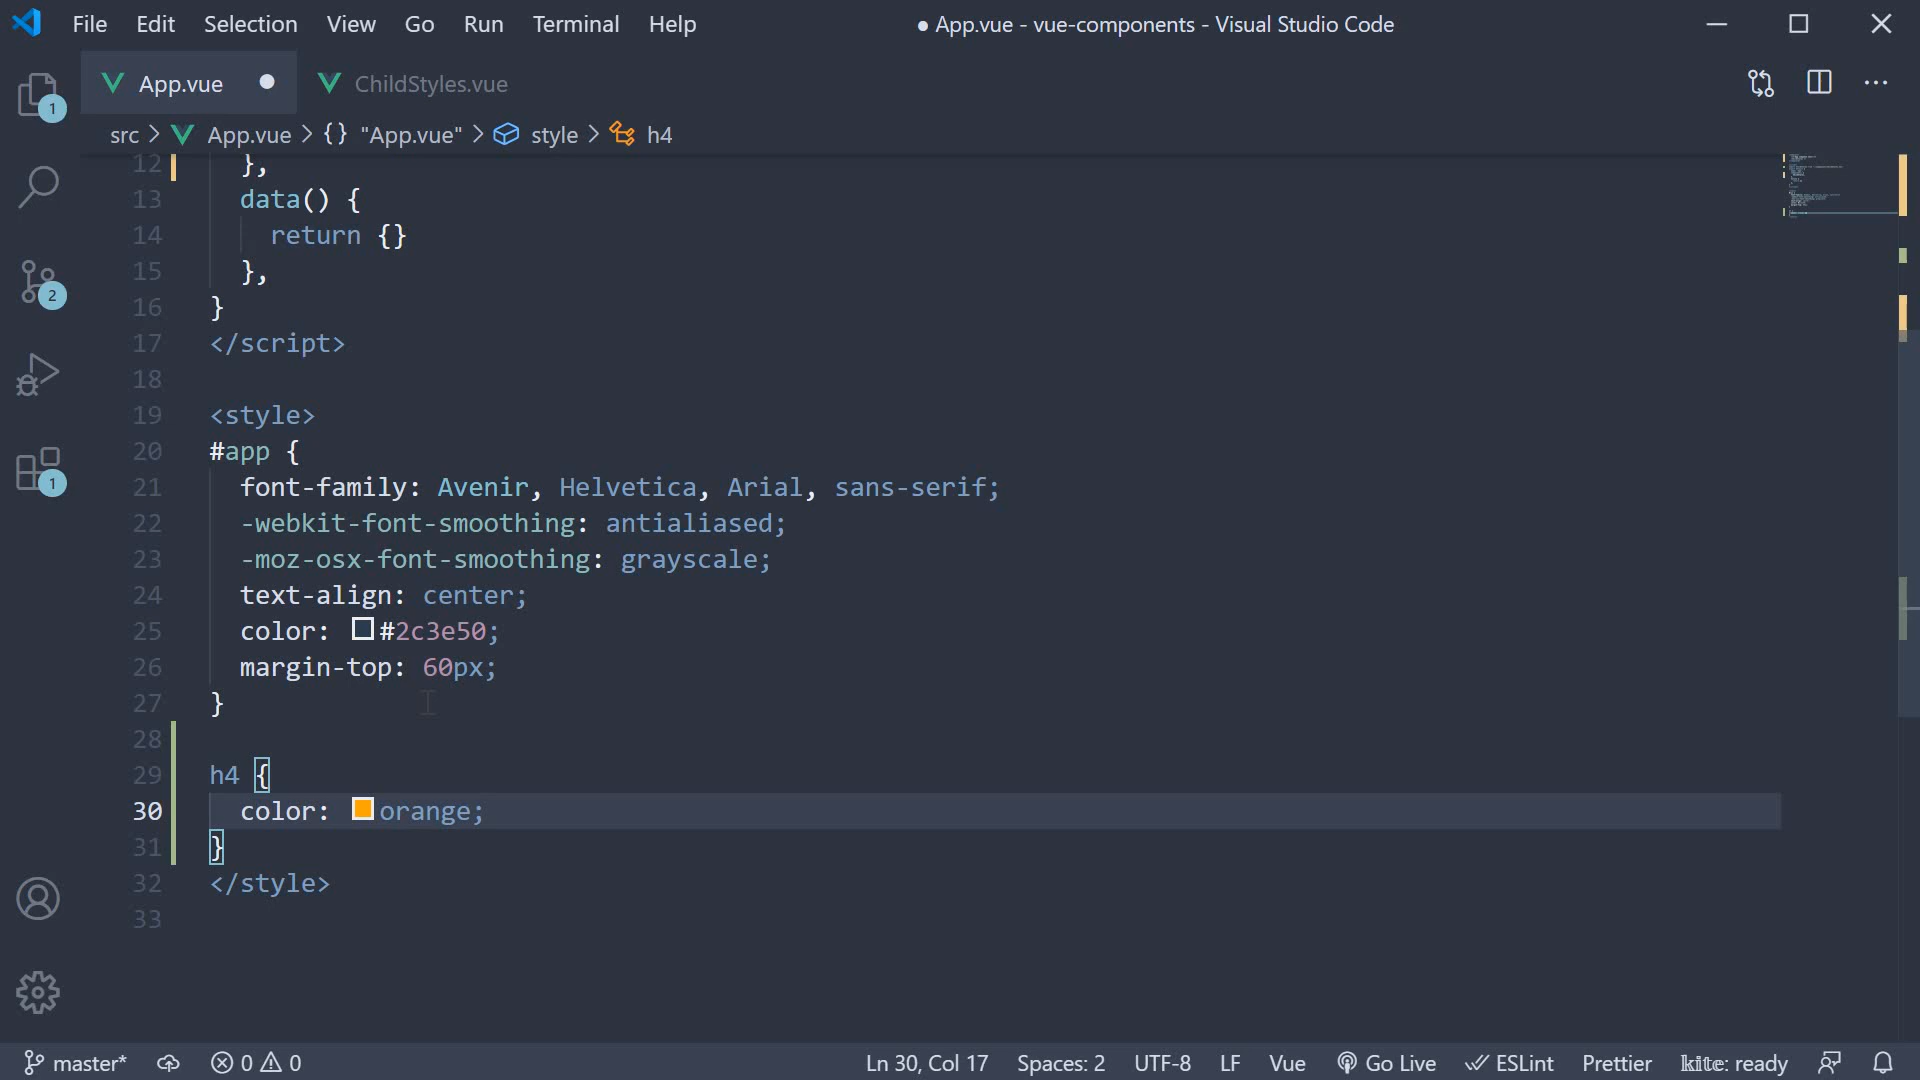 File Edit Selection View Go Run Terminal Help
● App.vue - vue-components - Visual Studio Code
App.vue ●
ChildStyles.vue
src > App.vue > {} "App.vue" > style > h4
1
2
1
12 },
13 data() {
14 return {}
15 },
16 }
17 </script>
18
19 <style>
20 #app {
21 font-family: Avenir, Helvetica, Arial, sans-serif;
22 -webkit-font-smoothing: antialiased;
23 -moz-osx-font-smoothing: grayscale;
24 text-align: center;
25 color: #2c3e50;
26 margin-top: 60px;
27 }
28
29 h4 {
30 color: orange;
31 }
32 </style>
33
master* 0 0 Ln 30, Col 17 Spaces: 2 UTF-8 LF Vue Go Live ESLint Prettier kite: ready